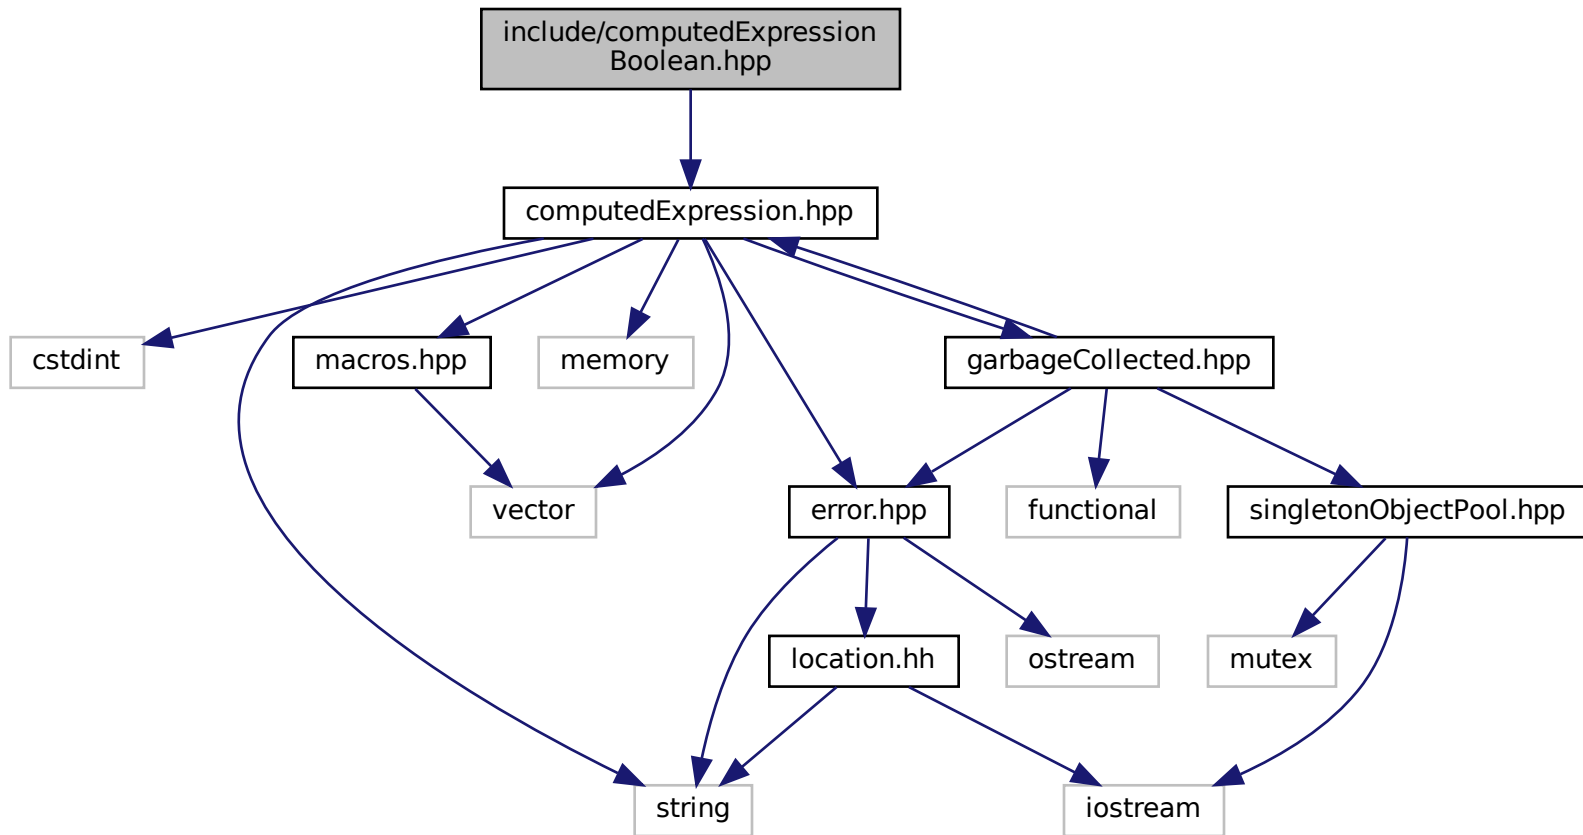 include/computedExpression
Boolean.hpp
computedExpression.hpp
cstdint
macros.hpp
memory
garbageCollected.hpp
vector
error.hpp
functional
singletonObjectPool.hpp
location.hh
ostream
mutex
string
iostream